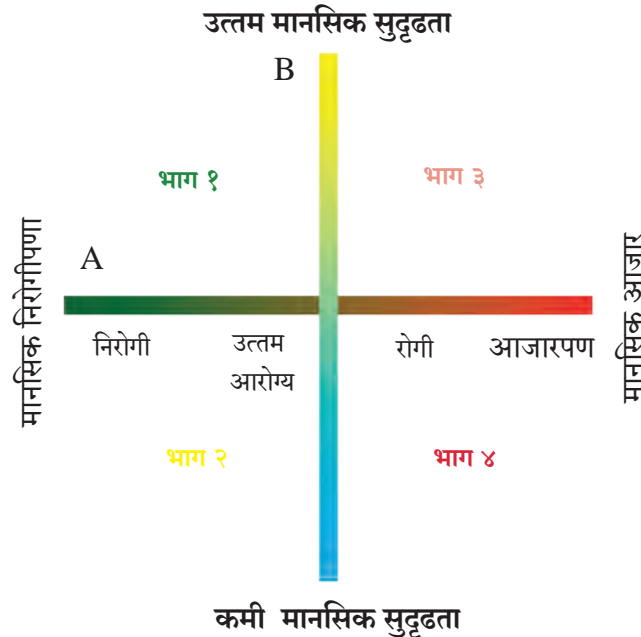 उत्तम मानसिक सुदृढता
B
भाग १
भाग ३
मानसिक निरोगीपणा
A
मानसिक आजार
निरोगी
उत्तम
आरोग्य
रोगी
आजारपण
भाग २
भाग ४
कमी मानसिक सुदृढता